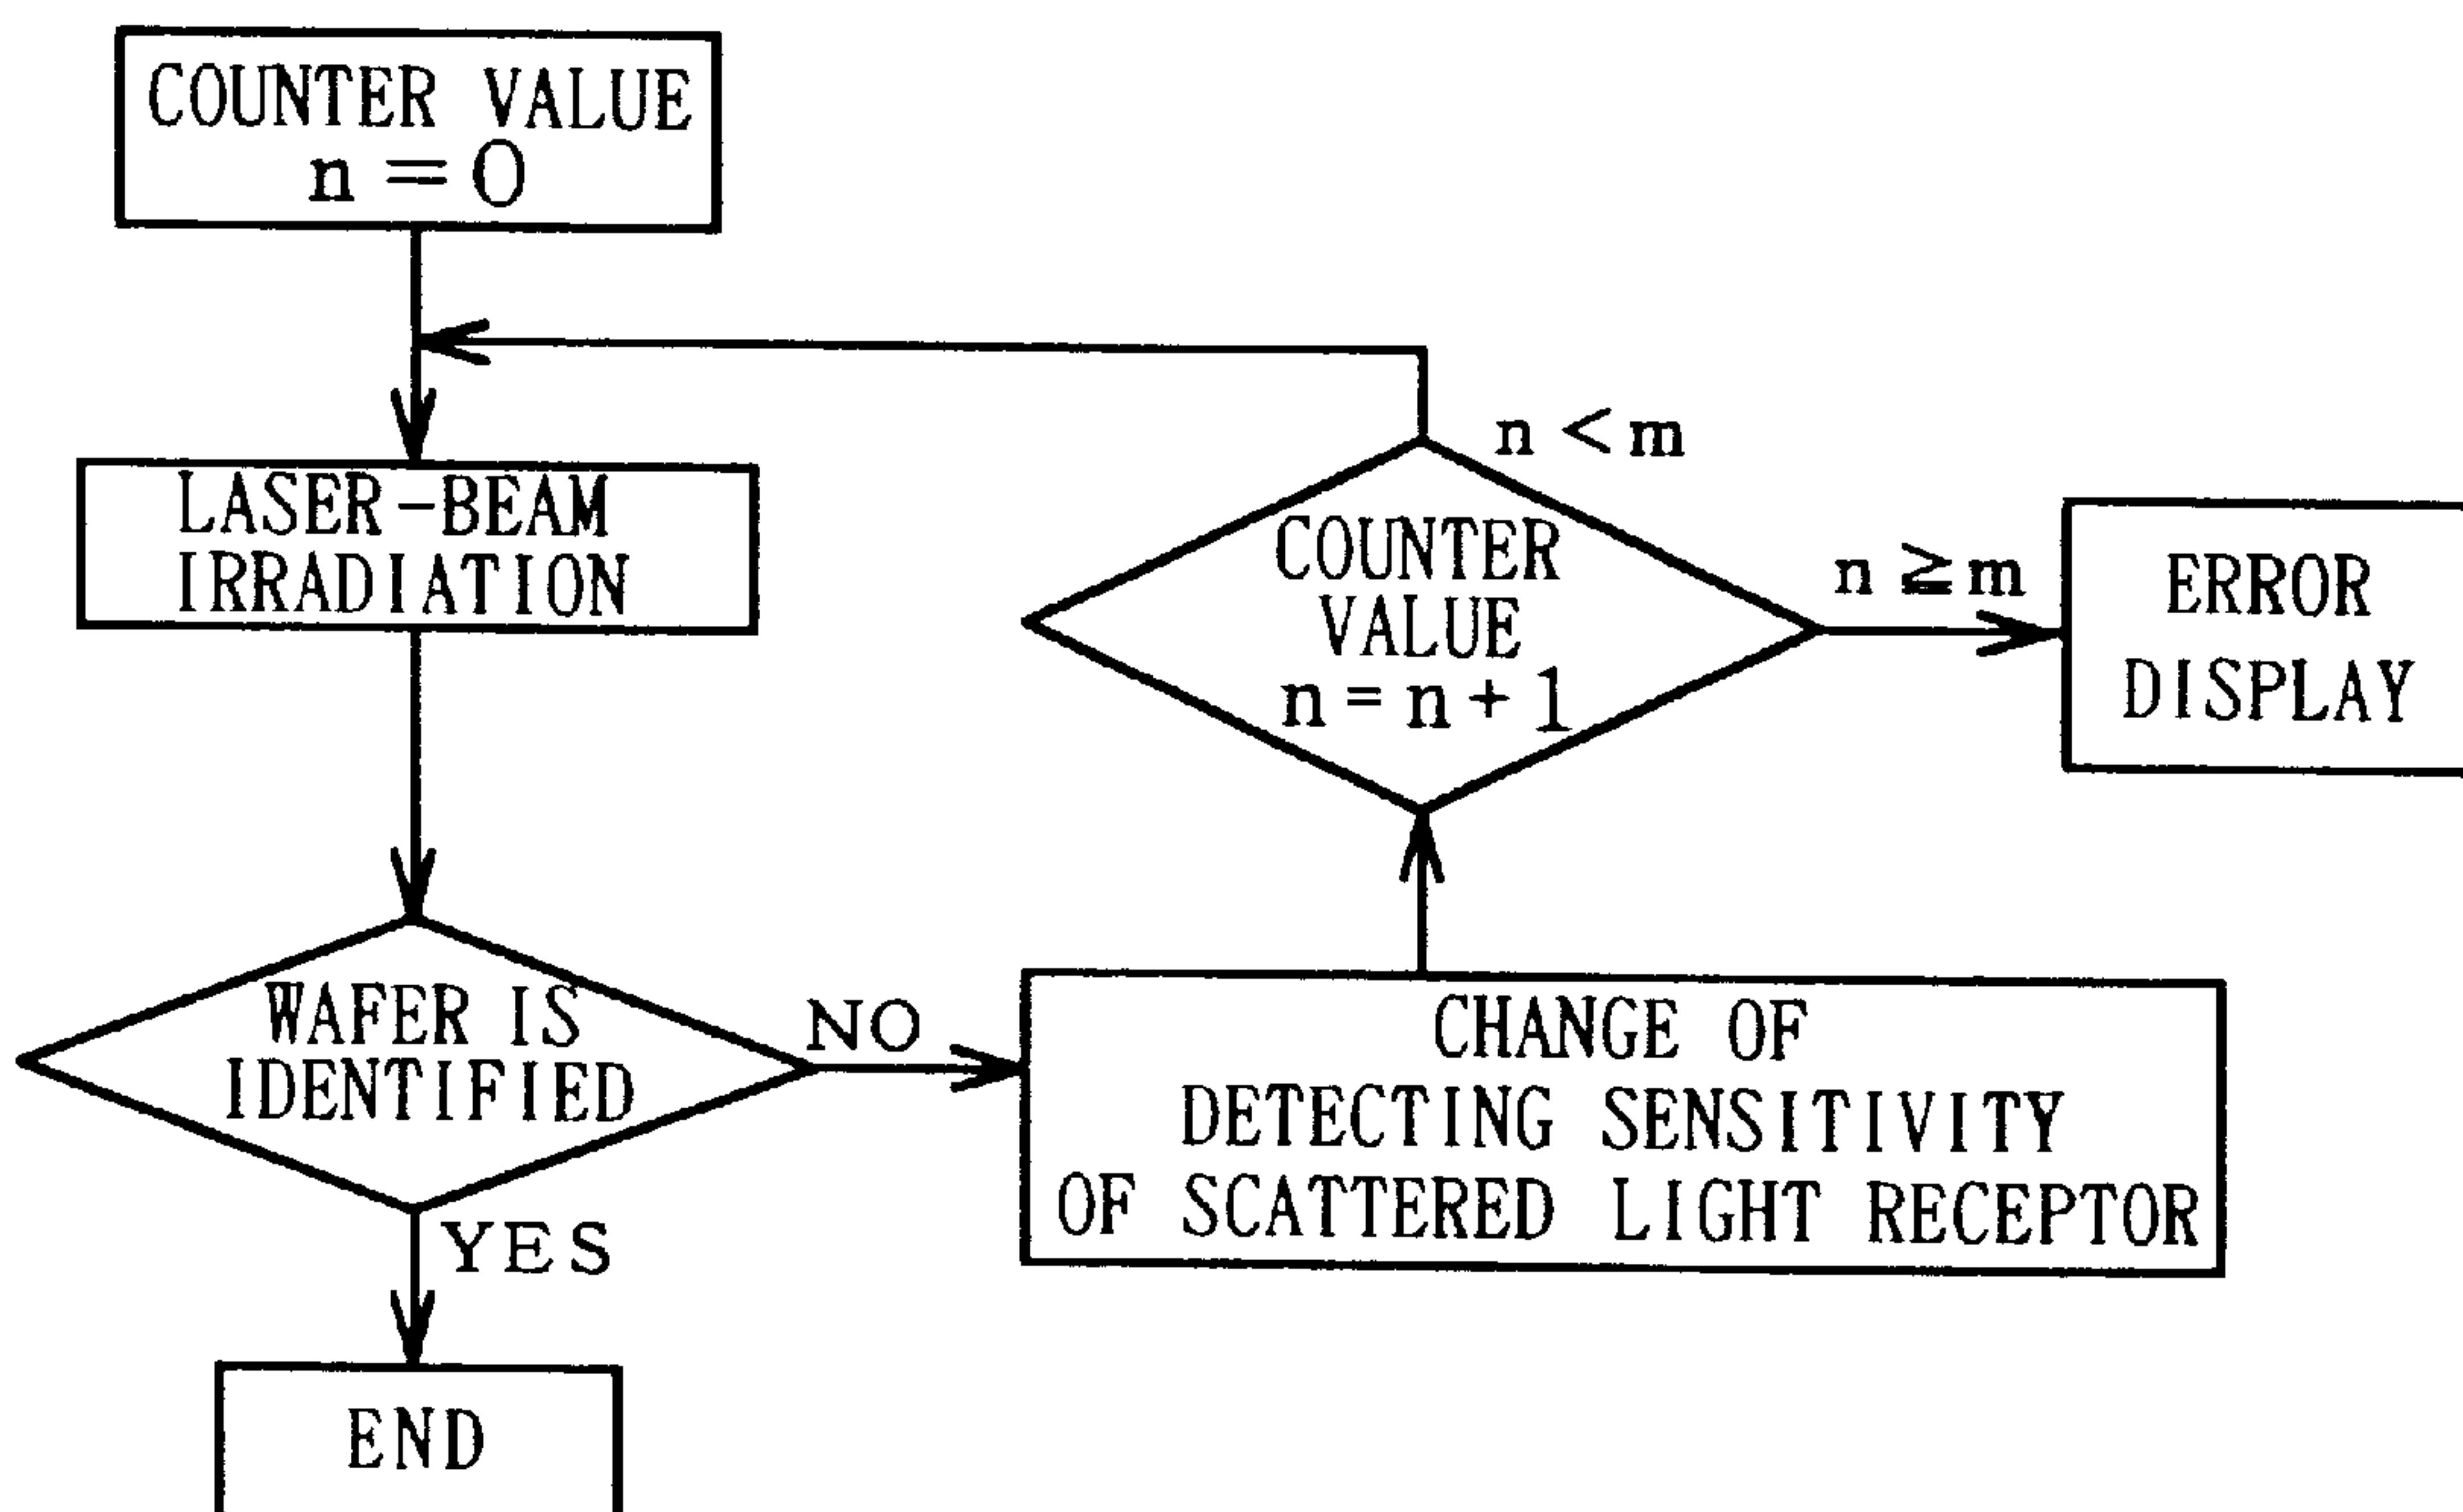 COUNTER VALUE
n = 0
LASER-BEAM
IRRADIATION
WAFER IS
IDENTIFIED
NO
YES
END
CHANGE OF
DETECTING SENSITIVITY
OF SCATTERED LIGHT RECEPTOR
COUNTER
VALUE
n = n + 1
n < m
n ≧ m
ERROR
DISPLAY